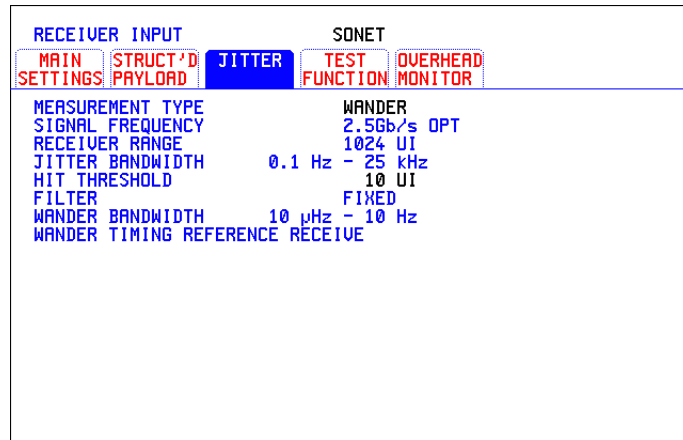 RECEIVER INPUT SONET
MAIN STRUCT'D JITTER TEST OVERHEAD
SETTINGS PAYLOAD FUNCTION MONITOR
MEASUREMENT TYPE WANDER
SIGNAL FREQUENCY 2.5Gb/s OPT
RECEIVER RANGE 1024 UI
JITTER BANDWIDTH 0.1 Hz - 25 kHz
HIT THRESHOLD 10 UI
FILTER FIXED
WANDER BANDWIDTH 10 µHz - 10 Hz
WANDER TIMING REFERENCE RECEIVE